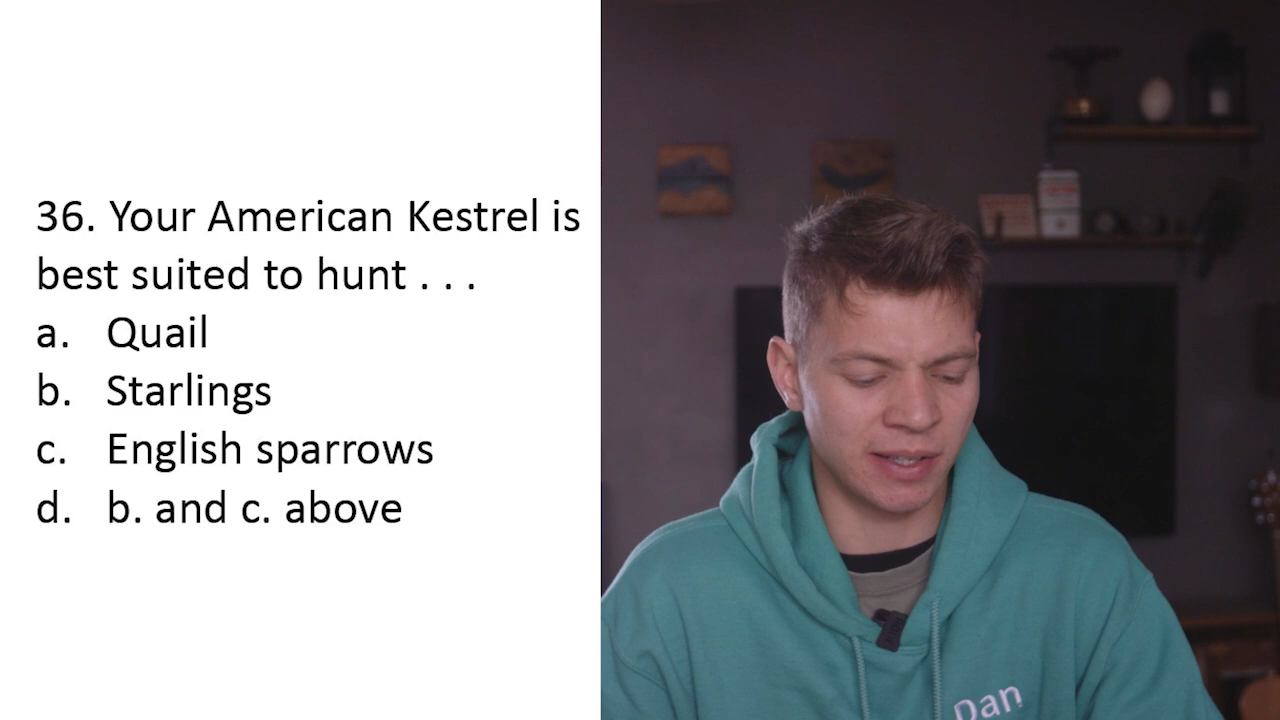 36. Your American Kestrel is
best suited to hunt . . .
a. Quail
b. Starlings
c. English sparrows
d. b. and c. above
Dan